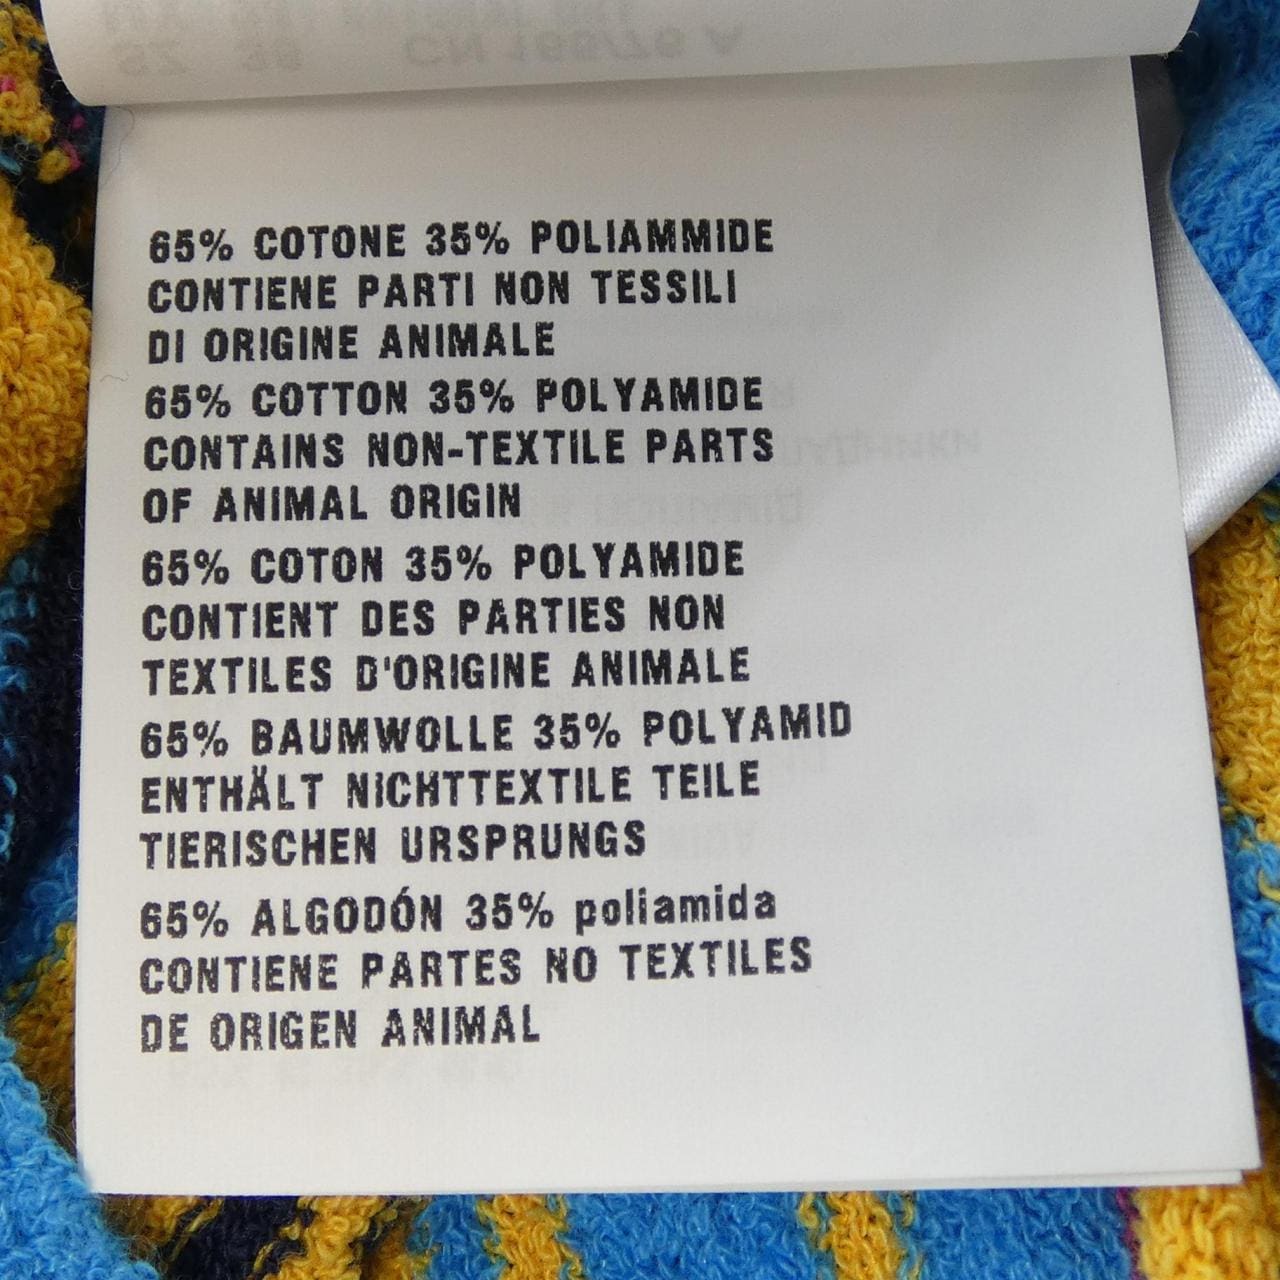 65% COTONE 35% POLIAMMIDE
CONTIENE PARTI NON TESSILI
DI ORIGINE ANIMALE
65% COTTON 35% POLYAMIDE
CONTAINS NON-TEXTILE PARTS
OF ANIMAL ORIGIN
65% COTON 35% POLYAMIDE
CONTIENT DES PARTIES NON
TEXTILES D'ORIGINE ANIMALE
65% BAUMWOLLE 35% POLYAMID
ENTHÄLT NICHTTEXTILE TEILE
TIERISCHEN URSPRUNGS
65% ALGODÓN 35% poliamida
CONTIENE PARTES NO TEXTILES
DE ORIGEN ANIMAL